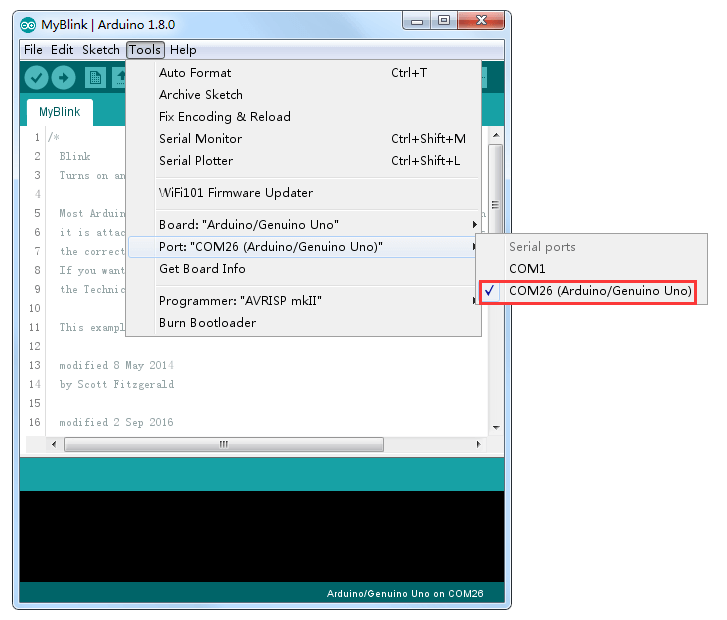 MyBlink | Arduino 1.8.0
File Edit Sketch Tools Help
MyBlink
Auto Format Ctrl+T
Archive Sketch
Fix Encoding & Reload
Serial Monitor Ctrl+Shift+M
Serial Plotter Ctrl+Shift+L
WiFi101 Firmware Updater
Board: "Arduino/Genuino Uno"
Port: "COM26 (Arduino/Genuino Uno)"
Get Board Info
Programmer: "AVRISP mkII"
Burn Bootloader
Serial ports
COM1
COM26 (Arduino/Genuino Uno)
1 /*
2 Blink
3 Turns on an
4
5 Most Arduin
6 it is attac
7 the correct
8 If you want
9 the Technic
10
11 This exampl
12
13 modified 8 May 2014
14 by Scott Fitzgerald
15
16 modified 2 Sep 2016
Arduino/Genuino Uno on COM26